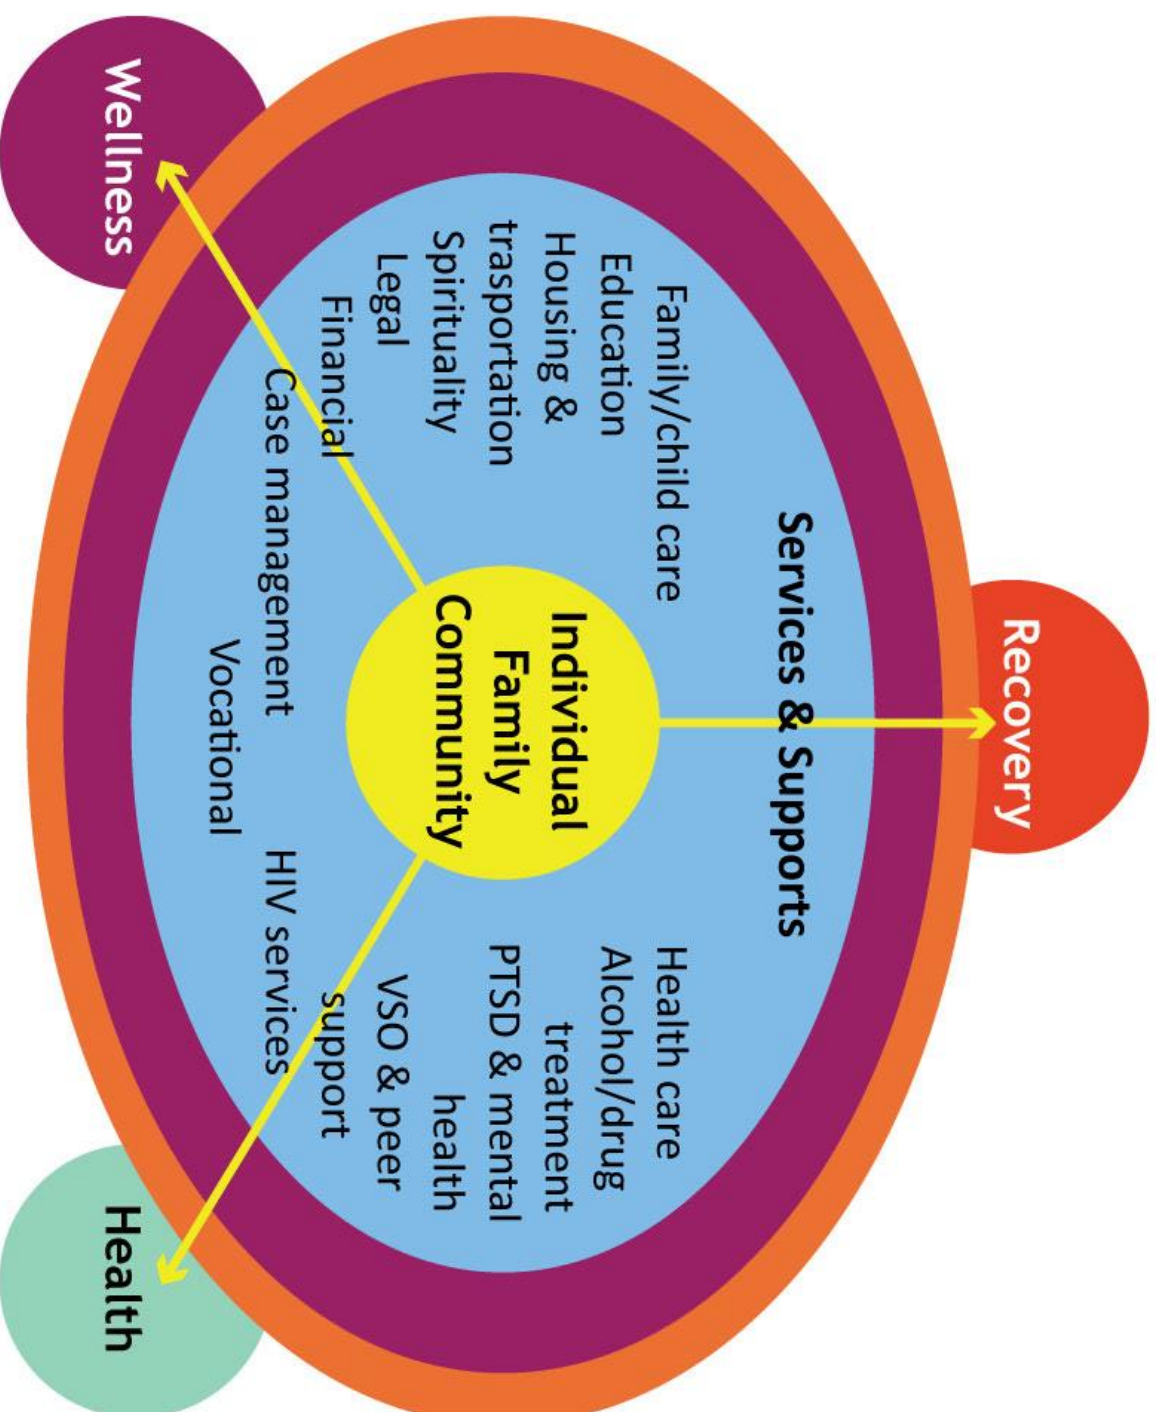 Recovery
Services & Supports
Family/child care
Education
Housing &
trasportation
Spirituality
Legal
Financial
Case management
Vocational
Individual
Family
Community
Health care
Alcohol/drug
treatment
PTSD & mental
health
VSO & peer
support
HIV services
Wellness
Health